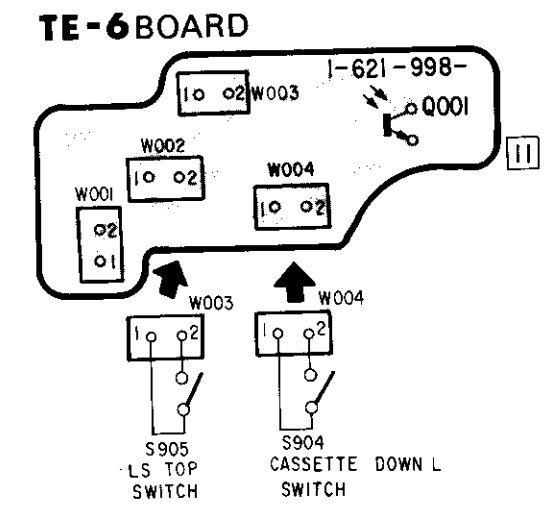 TE-6 BOARD
1-621-998-
1 2 W003
Q001
W002
1 2
W004
11
W001
1 2
2
1
W003
W004
1 2
1 2
S905
LS TOP
SWITCH
S904
CASSETTE DOWN L
SWITCH